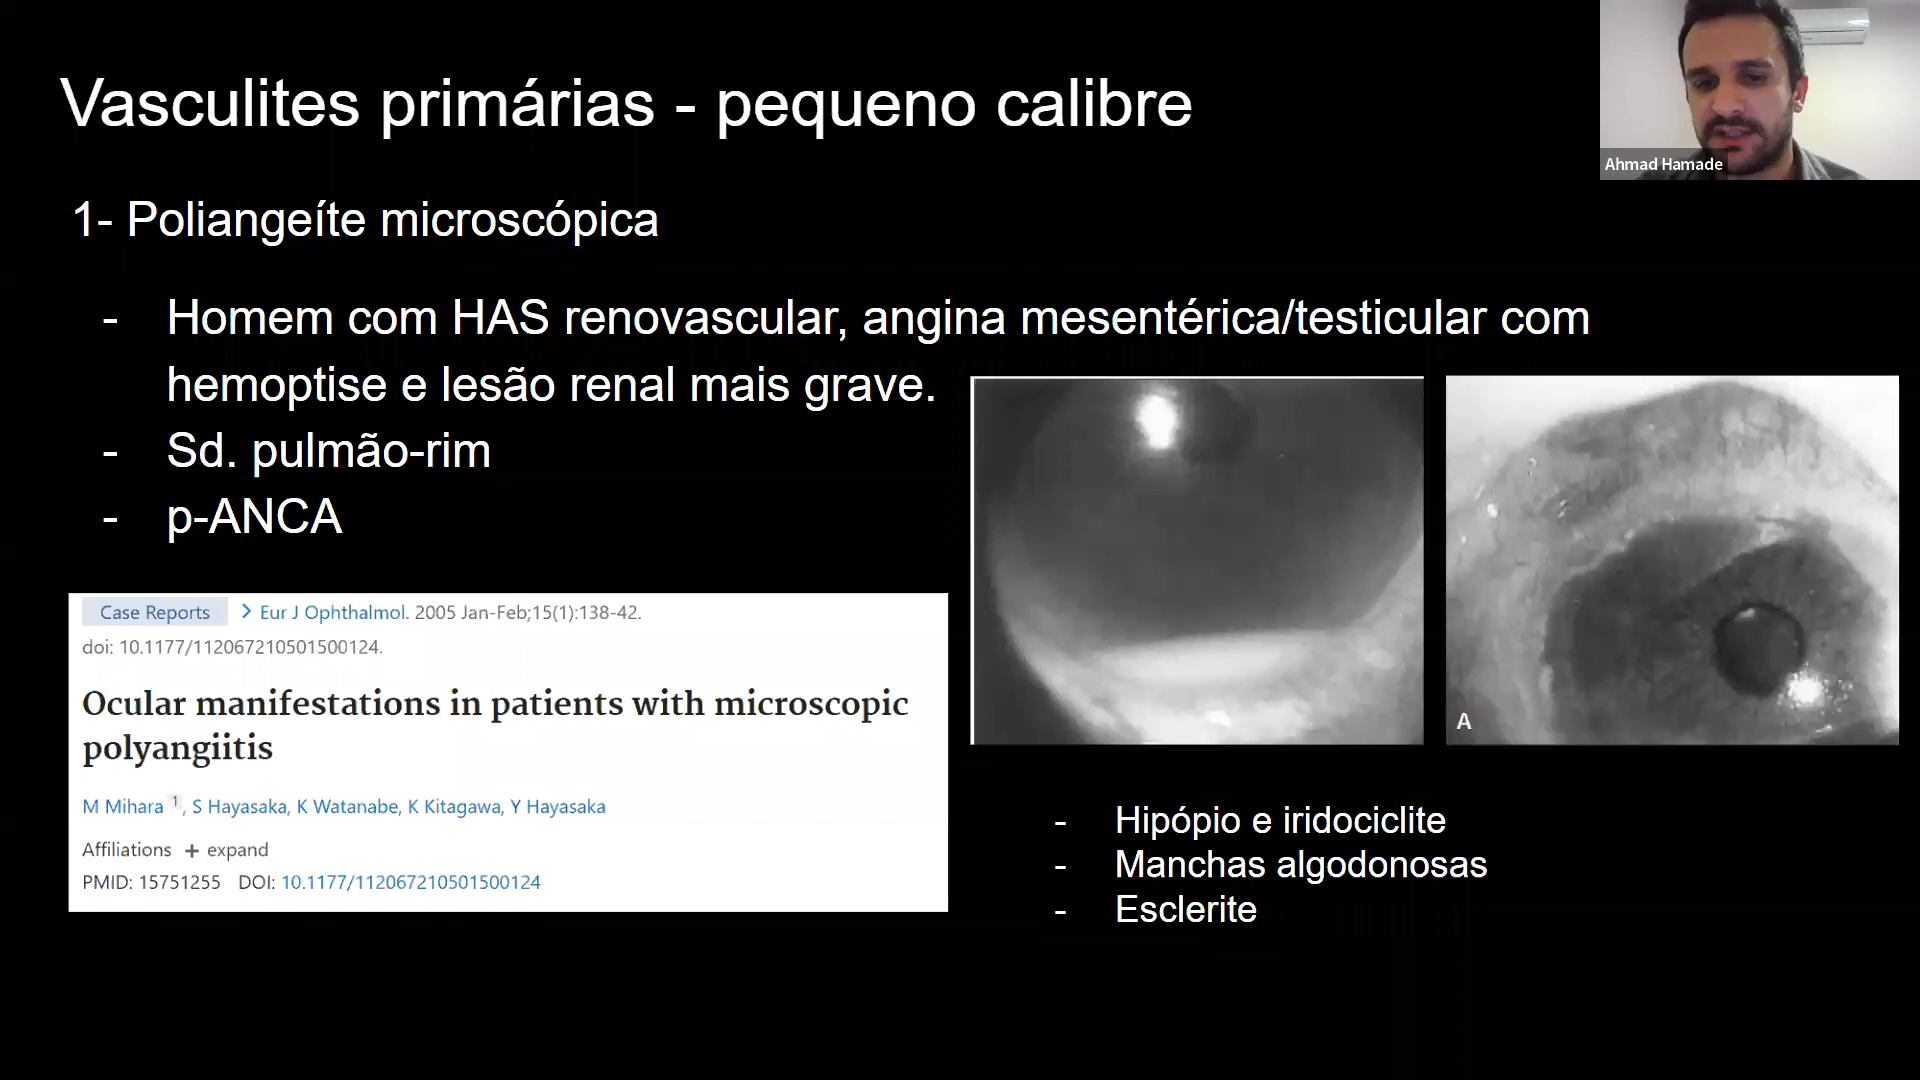 Vasculites primárias - pequeno calibre
Ahmad Hamade
1- Poliangeíte microscópica
- Homem com HAS renovascular, angina mesentérica/testicular com
hemoptise e lesão renal mais grave.
- Sd. pulmão-rim
- p-ANCA
Case Reports > Eur J Ophthalmol. 2005 Jan-Feb;15(1):138-42.
doi: 10.1177/112067210501500124.
Ocular manifestations in patients with microscopic
polyangiitis
M Mihara 1, S Hayasaka, K Watanabe, K Kitagawa, Y Hayasaka
Affiliations + expand
PMID: 15751255 DOI: 10.1177/112067210501500124
A
- Hipópio e iridociclite
- Manchas algodonosas
- Esclerite